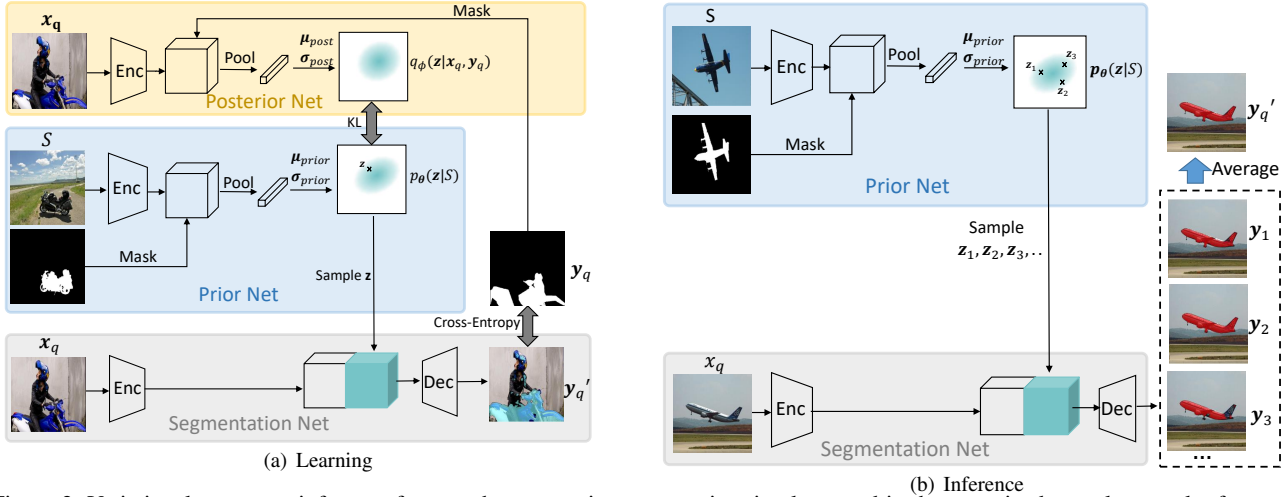 x_q
Enc
Pool
μ_post
σ_post
q_ϕ(z|x_q, y_q)
Mask
Posterior Net
KL
S
Enc
Pool
μ_prior
σ_prior
z
p_θ(z|S)
Mask
Prior Net
Sample z
y_q
Cross-Entropy
x_q
Enc
Dec
y_q'
Segmentation Net
(a) Learning
S
Enc
Pool
μ_prior
σ_prior
z_1
z_3
z_2
p_θ(z|S)
Mask
Prior Net
Sample
z_1, z_2, z_3, ..
y_q'
Average
y_1
y_2
y_3
...
x_q
Enc
Dec
Segmentation Net
(b) Inference